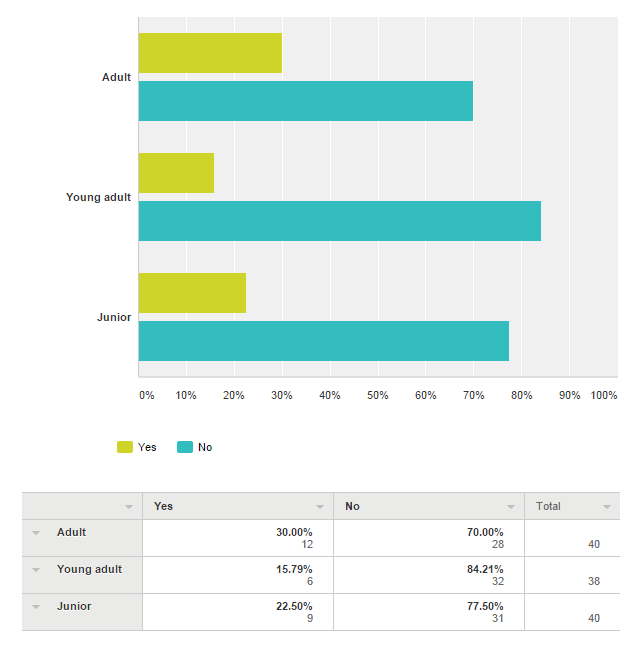 Adult
Young adult
Junior
0% 10% 20% 30% 40% 50% 60% 70% 80% 90% 100%
Yes No
Yes No Total
Adult 30.00% 70.00%
12 28 40
Young adult 15.79% 84.21%
6 32 38
Junior 22.50% 77.50%
9 31 40